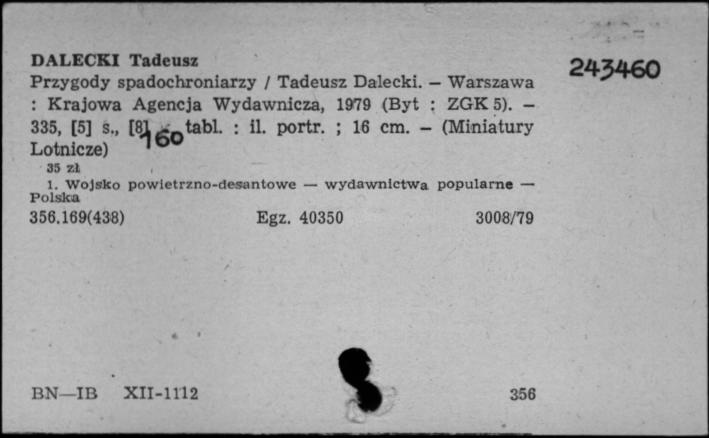 DALECKI Tadeusz
243460
Przygody spadochroniarzy / Tadeusz Dalecki. — Warszawa
: Krajowa Agencja Wydawnicza, 1979 (Byt : ZGK 5). —
335, [5] s., [8] s. tabl. : il. portr. ; 16 cm. — (Miniatury
160
Lotnicze)
35 zł
1. Wojsko powietrzno-desantowe — wydawnictwa popularne —
Polska
356.169(438) Egz. 40350 3008/79
BN—IB XII-1112 356